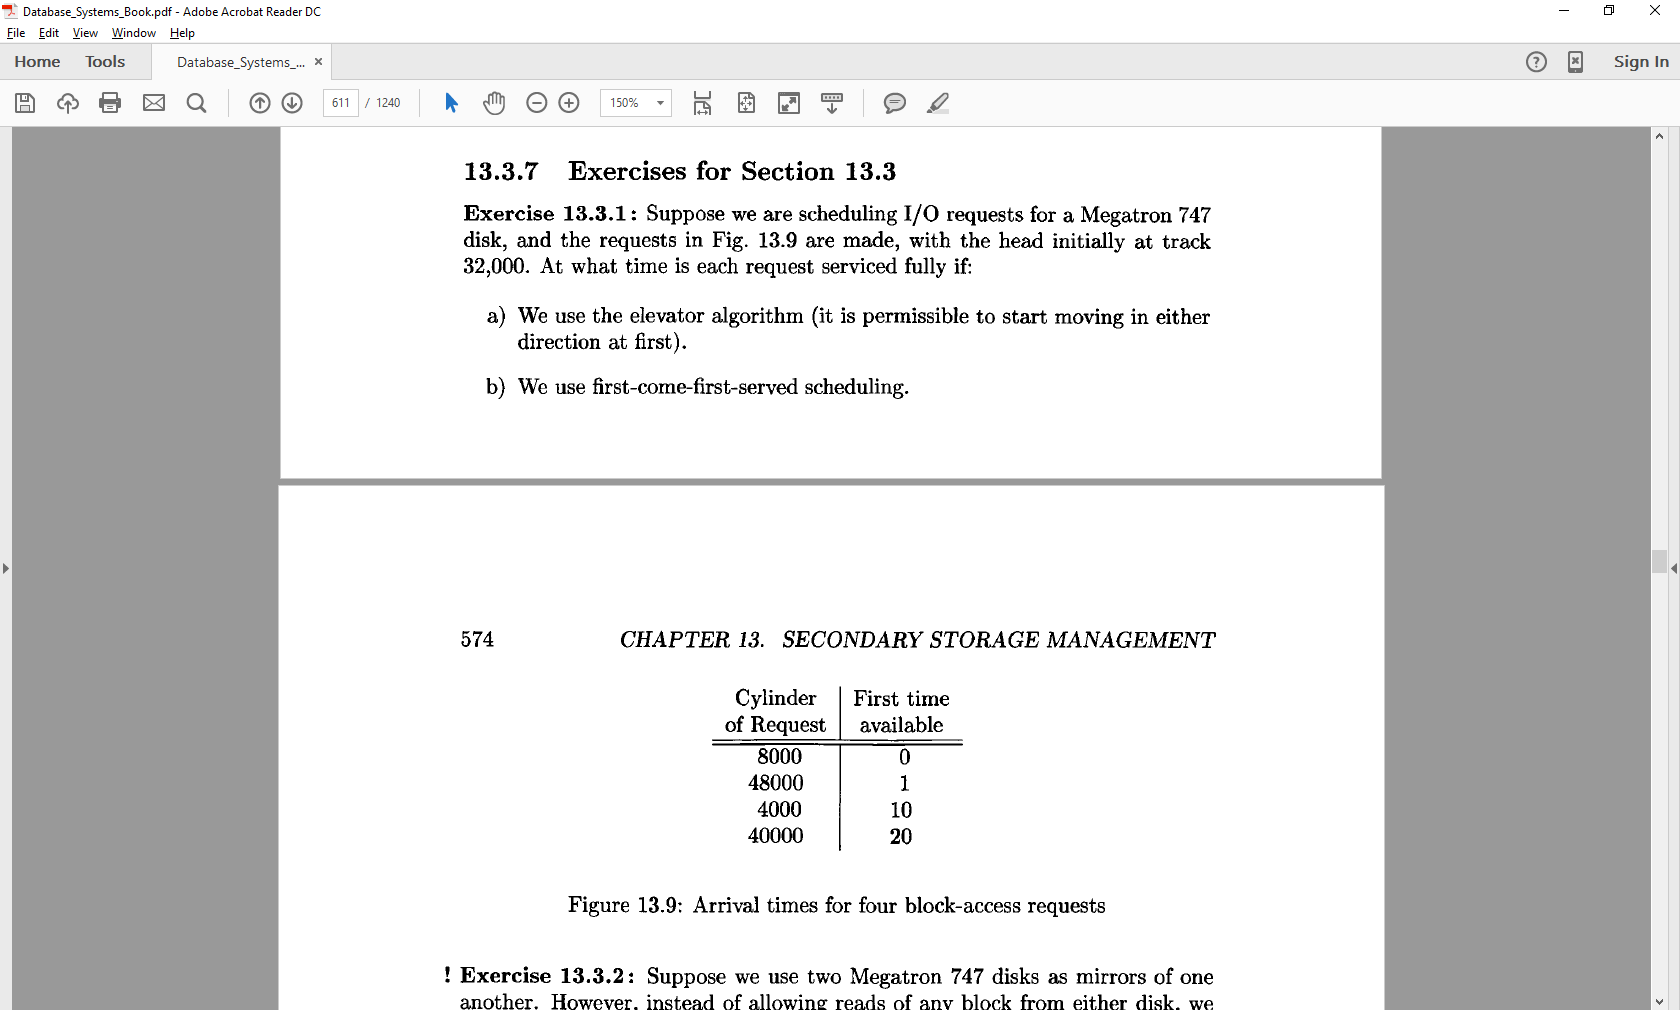 Database_Systems_Book.pdf - Adobe Acrobat Reader DC
File Edit View Window Help
Home Tools Database_Systems_... × Sign In
611 / 1240 150%
13.3.7 Exercises for Section 13.3
Exercise 13.3.1: Suppose we are scheduling I/O requests for a Megatron 747
disk, and the requests in Fig. 13.9 are made, with the head initially at track
32,000. At what time is each request serviced fully if:
a) We use the elevator algorithm (it is permissible to start moving in either
direction at first).
b) We use first-come-first-served scheduling.
574 CHAPTER 13. SECONDARY STORAGE MANAGEMENT
Cylinder First time
of Request available
8000 0
48000 1
4000 10
40000 20
Figure 13.9: Arrival times for four block-access requests
! Exercise 13.3.2: Suppose we use two Megatron 747 disks as mirrors of one
another. However, instead of allowing reads of any block from either disk, we